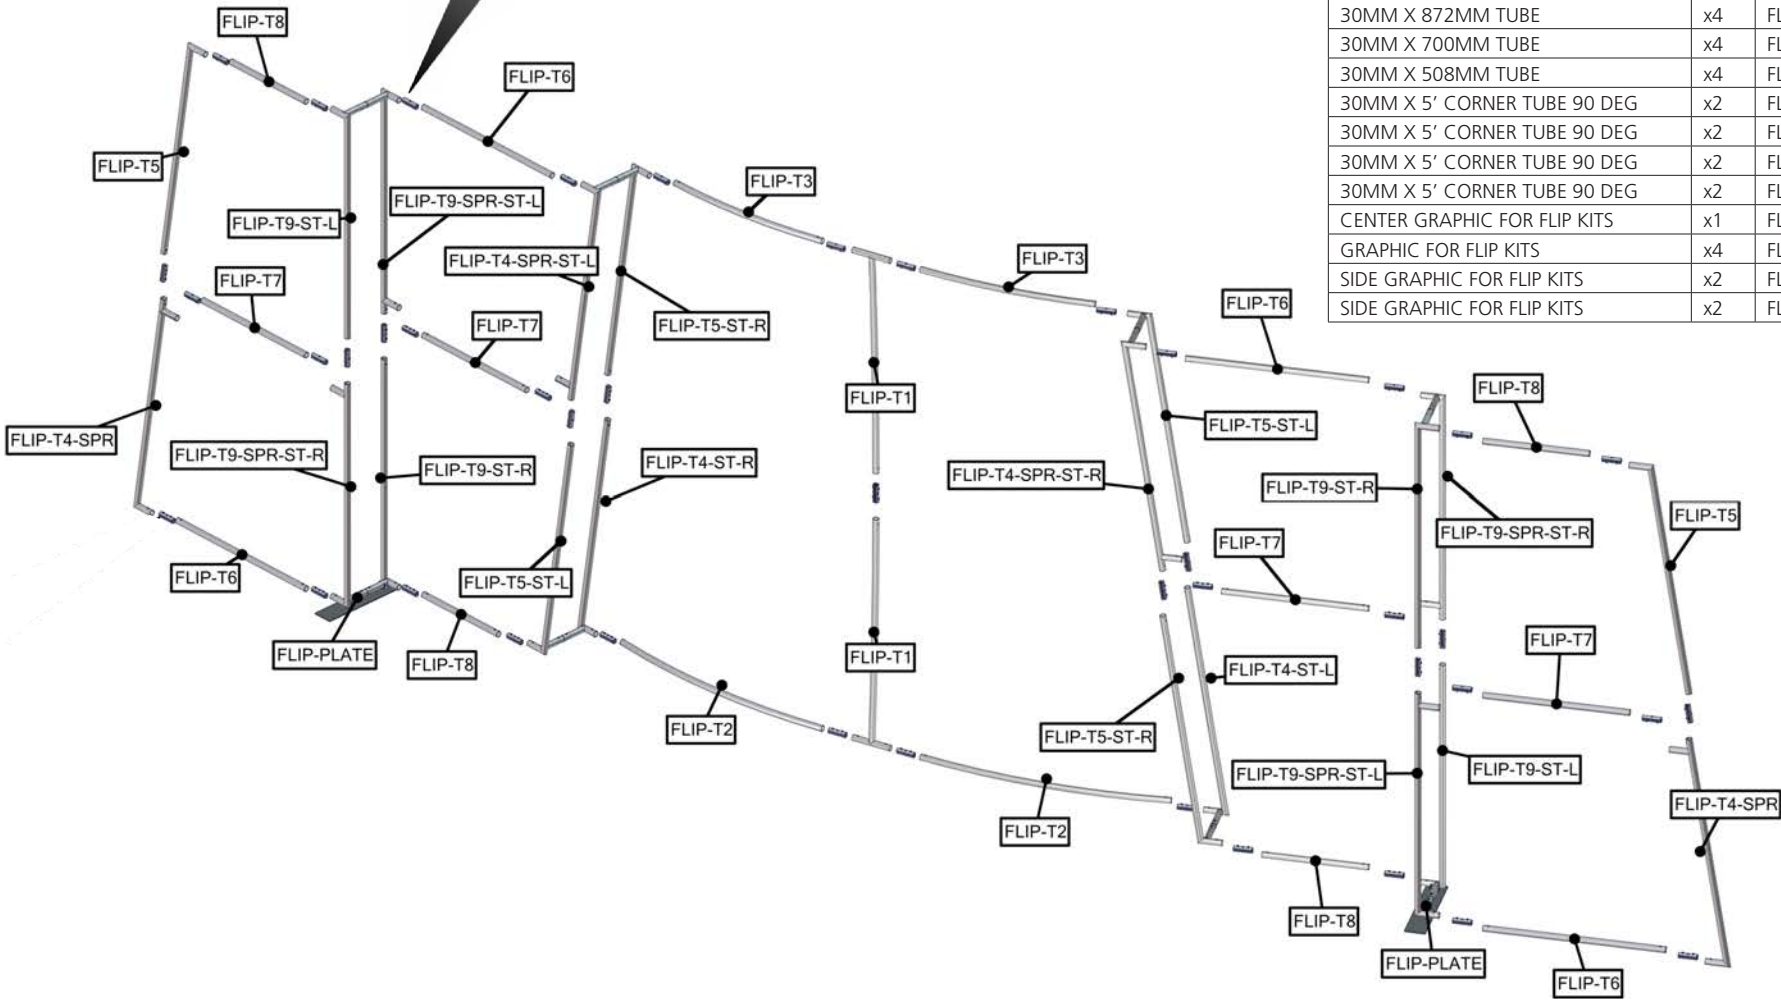 30MM X 872MM TUBE x4
30MM X 700MM TUBE x4
30MM X 508MM TUBE x4
30MM X 5’ CORNER TUBE 90 DEG x2
30MM X 5’ CORNER TUBE 90 DEG x2
30MM X 5’ CORNER TUBE 90 DEG x2
30MM X 5’ CORNER TUBE 90 DEG x2
CENTER GRAPHIC FOR FLIP KITS x1
GRAPHIC FOR FLIP KITS x4
SIDE GRAPHIC FOR FLIP KITS x2
SIDE GRAPHIC FOR FLIP KITS x2
FLIP-T8
FLIP-T6
FLIP-T5
FLIP-T3
FLIP-T9-SPR-ST-L
FLIP-T9-ST-L
FLIP-T4-SPR-ST-L
FLIP-T3
FLIP-T7
FLIP-T6
FLIP-T7
FLIP-T5-ST-R
FLIP-T8
FLIP-T1
FLIP-T5-ST-L
FLIP-T4-SPR
FLIP-T9-SPR-ST-R
FLIP-T9-ST-R
FLIP-T4-ST-R
FLIP-T4-SPR-ST-R
FLIP-T9-ST-R
FLIP-T5
FLIP-T9-SPR-ST-R
FLIP-T7
FLIP-T6
FLIP-T5-ST-L
FLIP-T7
FLIP-PLATE
FLIP-T8
FLIP-T1
FLIP-T4-ST-L
FLIP-T2
FLIP-T5-ST-R
FLIP-T9-SPR-ST-L
FLIP-T9-ST-L
FLIP-T4-SPR
FLIP-T2
FLIP-T8
FLIP-PLATE
FLIP-T6